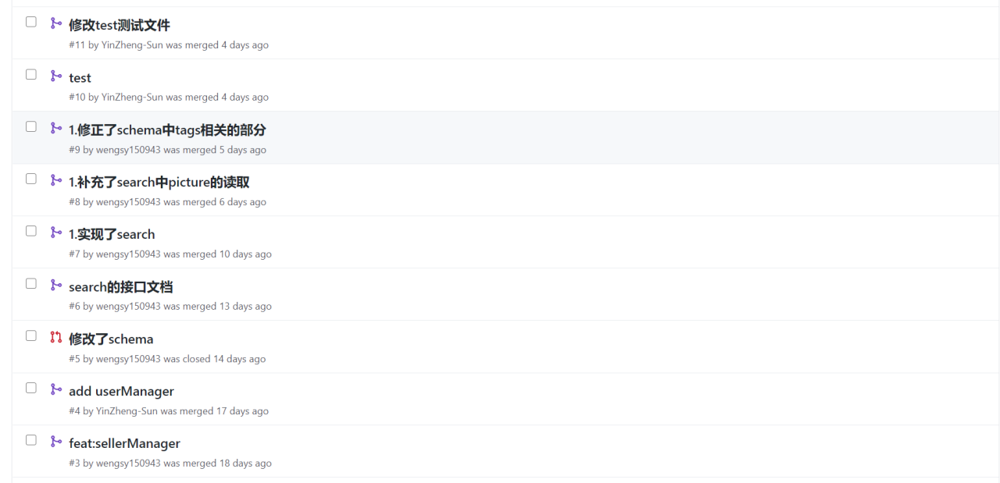 修改test测试文件
#11 by YinZheng-Sun was merged 4 days ago
test
#10 by YinZheng-Sun was merged 4 days ago
1.修正了schema中tags相关的部分
#9 by wengsy150943 was merged 5 days ago
1.补充了search中picture的读取
#8 by wengsy150943 was merged 6 days ago
1.实现了search
#7 by wengsy150943 was merged 10 days ago
search的接口文档
#6 by wengsy150943 was merged 13 days ago
修改了schema
#5 by wengsy150943 was closed 14 days ago
add userManager
#4 by YinZheng-Sun was merged 17 days ago
feat:sellerManager
#3 by wengsy150943 was merged 18 days ago